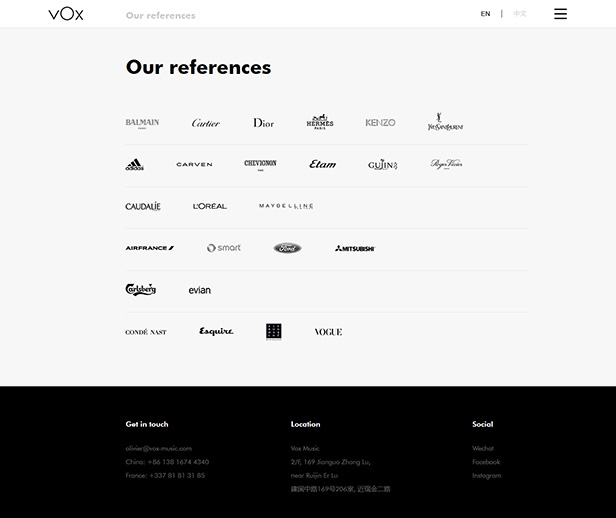 VOX
Our references
EN | 中文
Our references
BALMAIN
PARIS
Cartier
Dior
HERMÈS
PARIS
KENZO
YVES SAINT LAURENT
adidas
CARVEN
CHEVIGNON
Etam
GUJIN
Roger Vivier
CAUDALÍE
L'ORÉAL
MAYBELLINE
AIRFRANCE
smart
Ford
MITSUBISHI
Carlsberg
evian
CONDÉ NAST
Esquire
VOGUE
Get in touch
olivier@vox-music.com
China: +86 138 1674 4340
France: +337 81 81 31 85
Location
Vox Music
2/F, 169 Jianguo Zhong Lu,
near Ruijin Er Lu
建国中路169号206室, 近瑞金二路
Social
Wechat
Facebook
Instagram